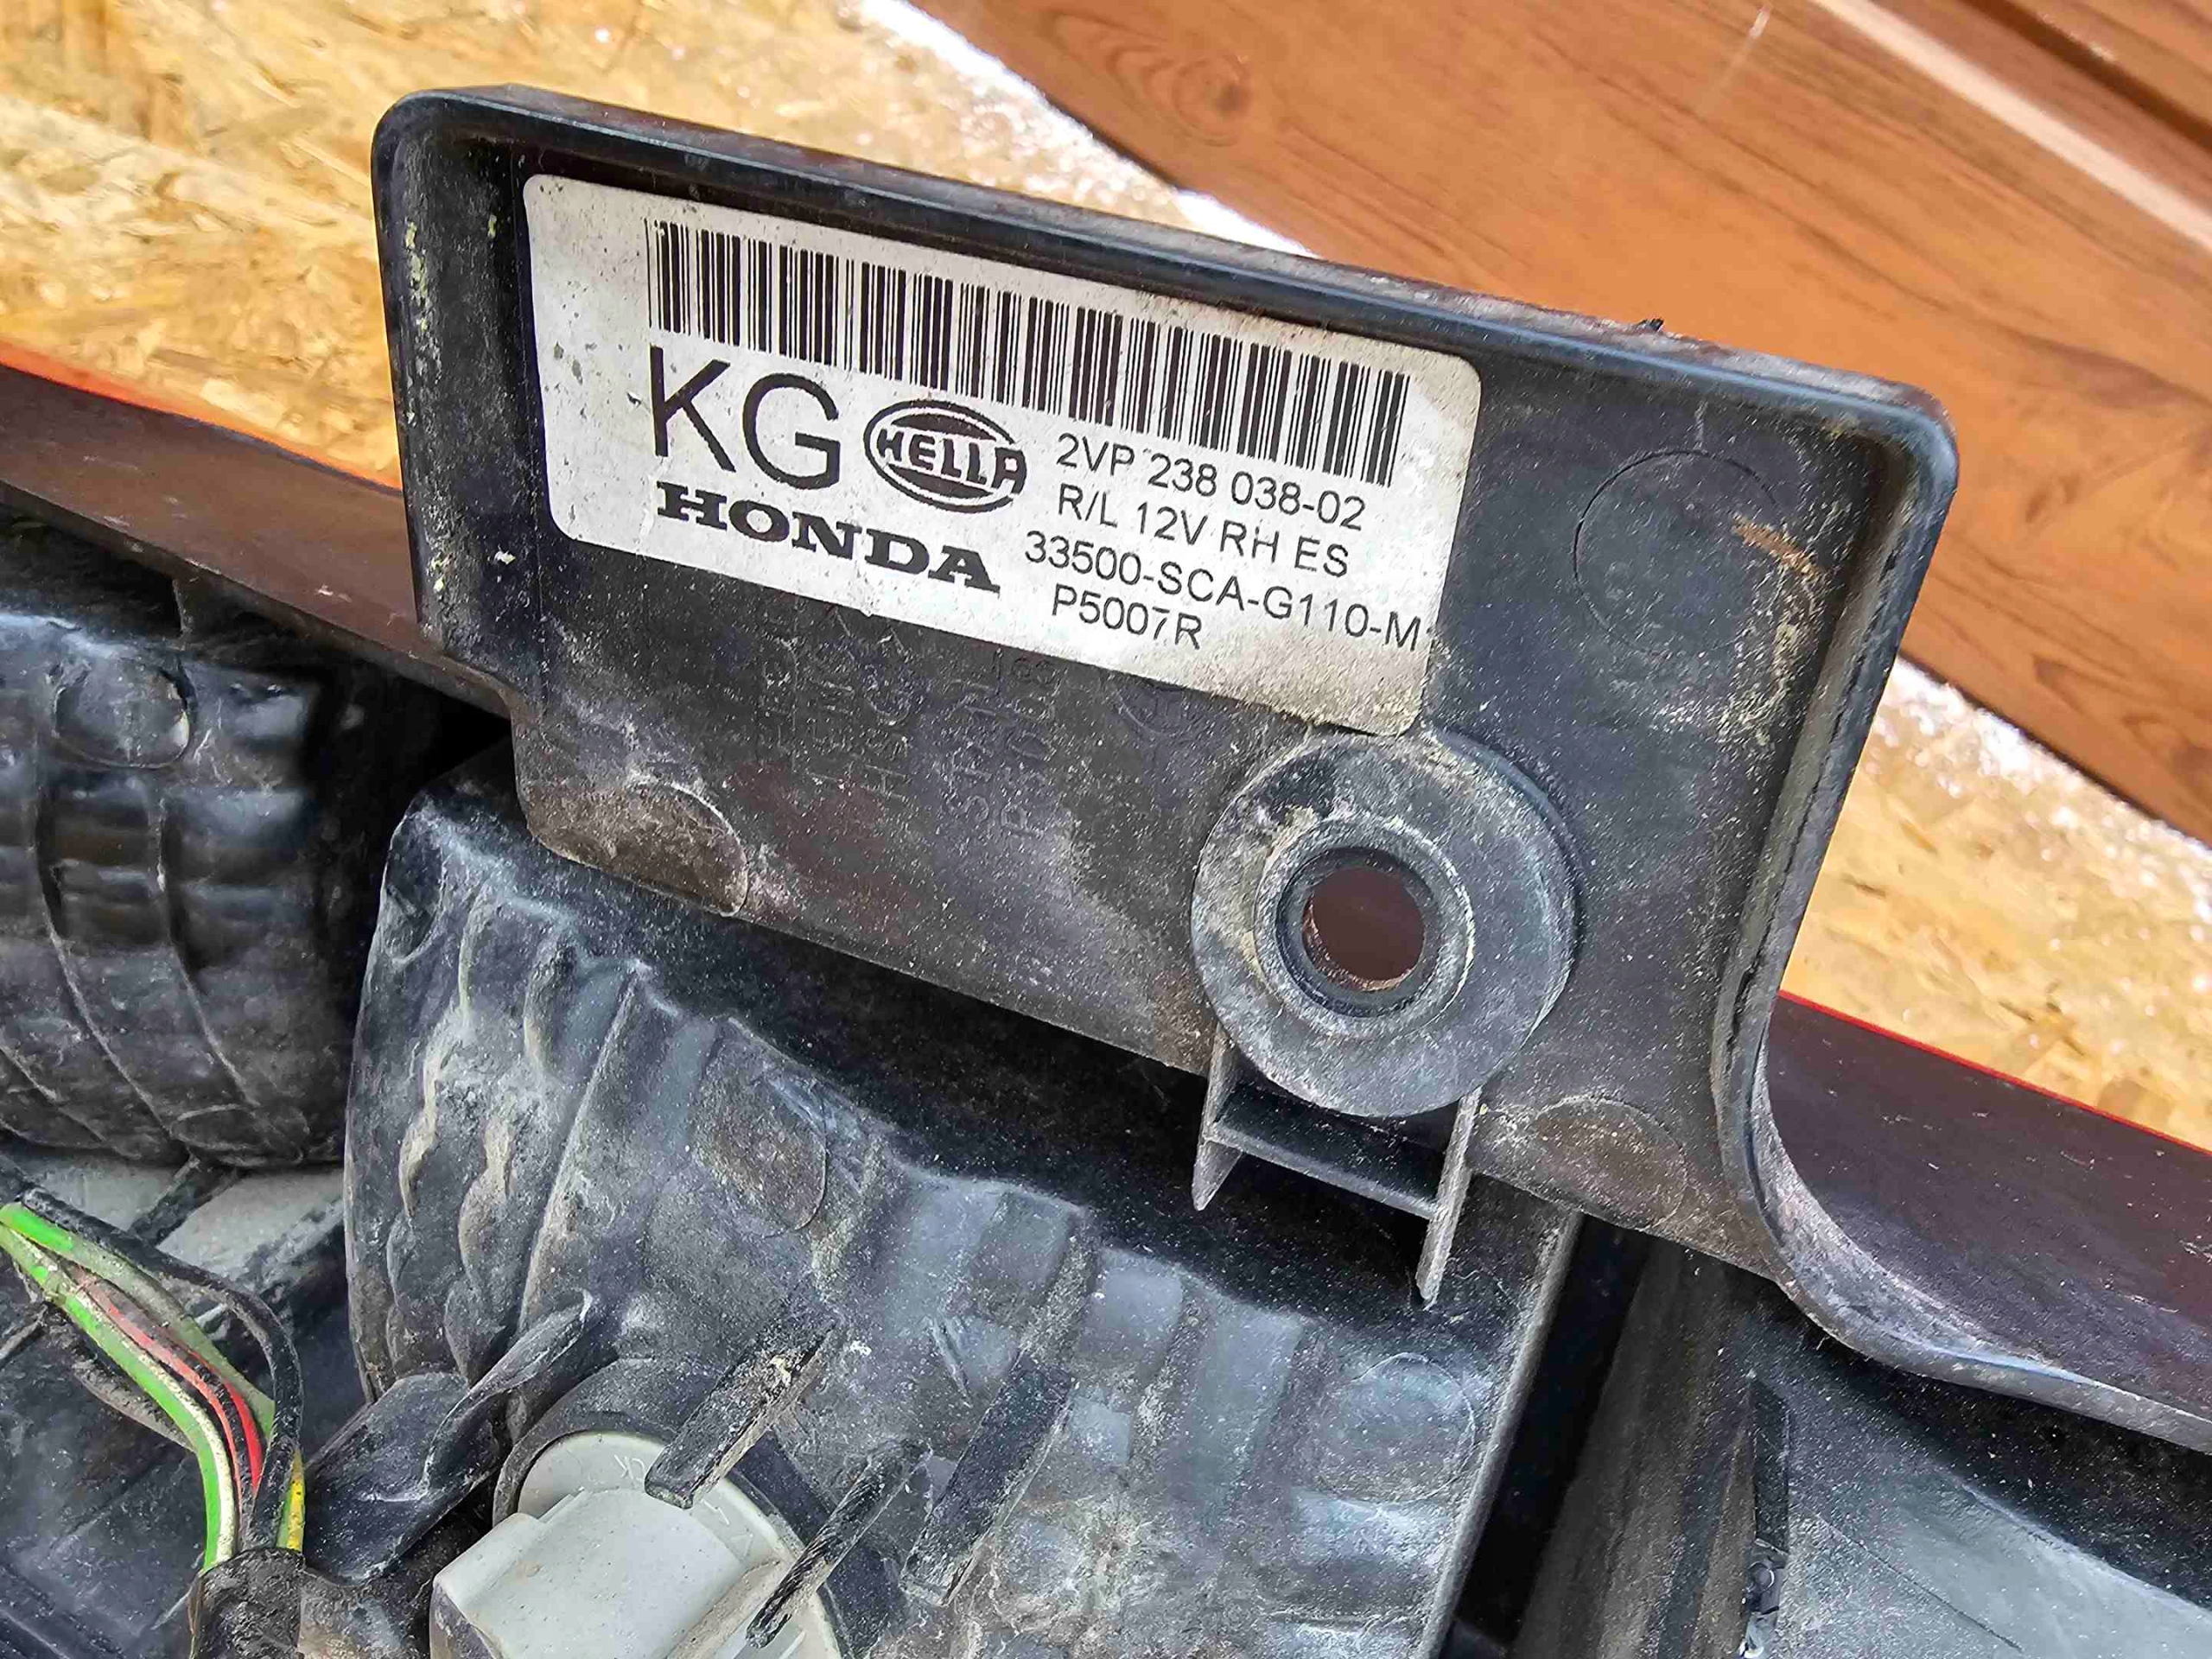 KG HELLA 2VP 238 038-02
R/L 12V RH ES
HONDA 33500-SCA-G110-M
P5007R